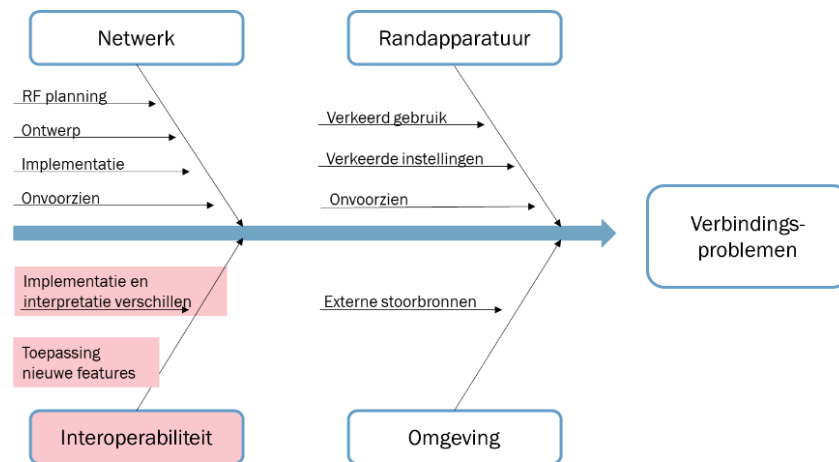 Netwerk
Randapparatuur
RF planning
Ontwerp
Implementatie
Onvoorzien
Verkeerd gebruik
Verkeerde instellingen
Onvoorzien
Verbindings-
problemen
Implementatie en
interpretatie verschillen
Toepassing
nieuwe features
Externe stoorbronnen
Interoperabiliteit
Omgeving